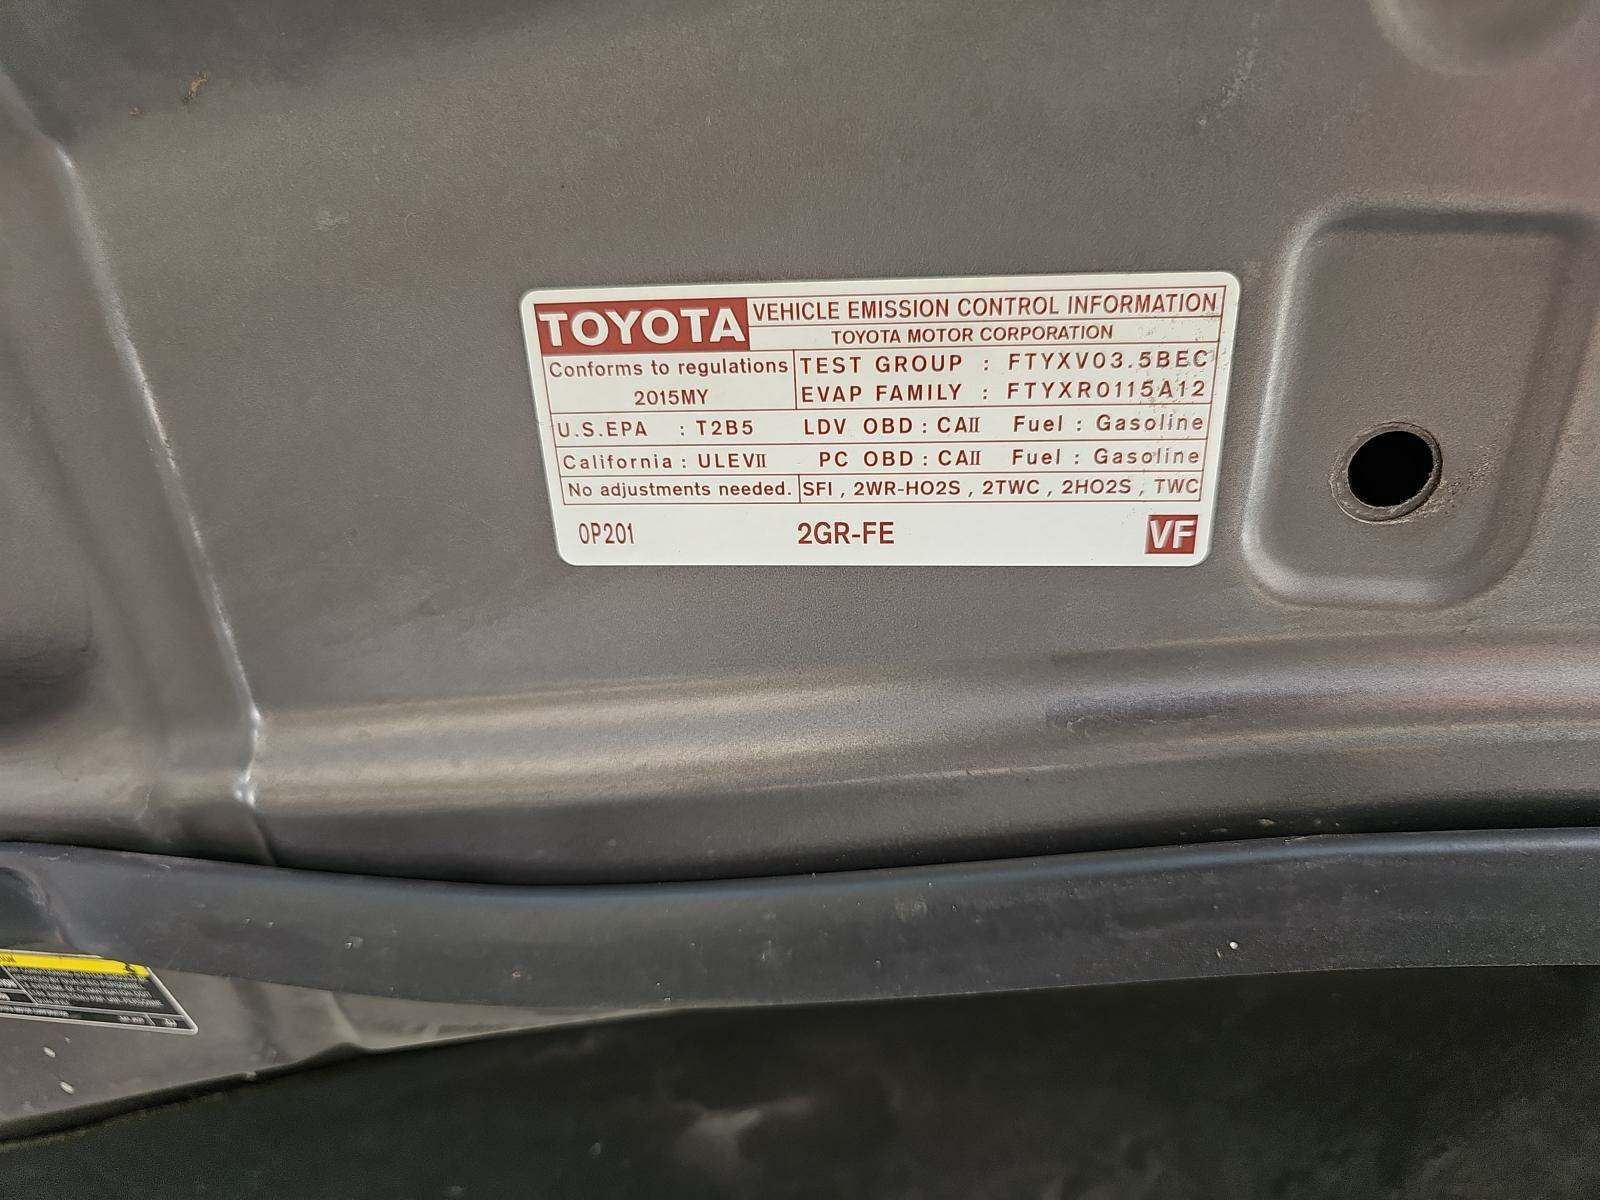 TOYOTA VEHICLE EMISSION CONTROL INFORMATION
TOYOTA MOTOR CORPORATION
Conforms to regulations TEST GROUP : FTYXV03.5BEC
2015MY EVAP FAMILY : FTYXR0115A12
U.S.EPA : T2B5 LDV OBD : CAII Fuel : Gasoline
California : ULEVII PC OBD : CAII Fuel : Gasoline
No adjustments needed. SFI , 2WR-HO2S , 2TWC , 2HO2S , TWC
0P201 2GR-FE VF